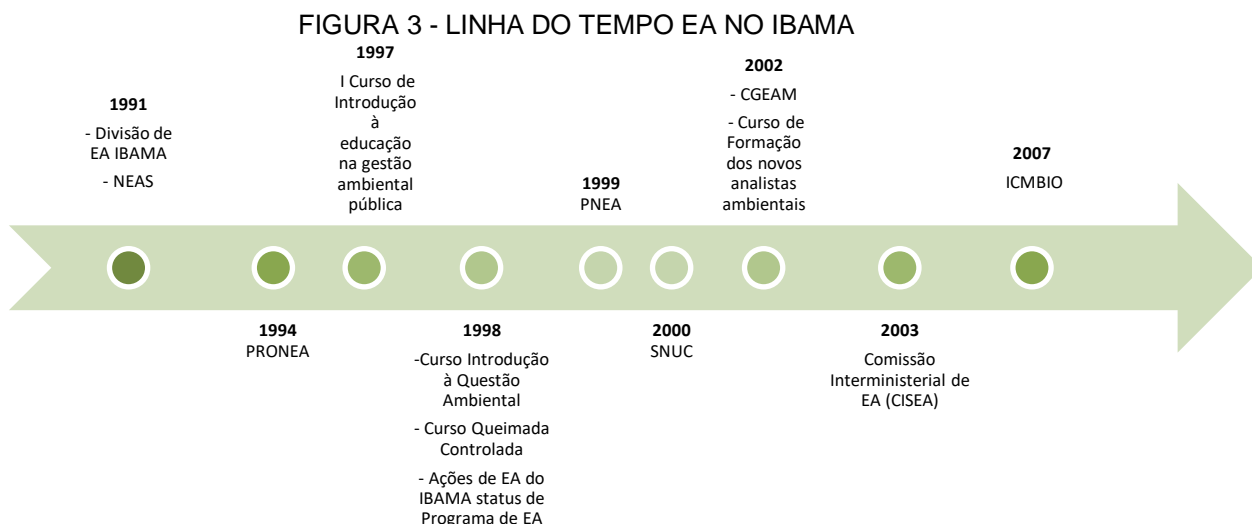 FIGURA 3 - LINHA DO TEMPO EA NO IBAMA
1991
- Divisão de
EA IBAMA
- NEAS
1994
PRONEA
1997
I Curso de
Introdução
à
educação
na gestão
ambiental
pública
1998
-Curso Introdução
à Questão
Ambiental
- Curso Queimada
Controlada
- Ações de EA do
IBAMA status de
Programa de EA
1999
PNEA
2000
SNUC
2002
- CGEAM
- Curso de
Formação
dos novos
analistas
ambientais
2003
Comissão
Interministerial de
EA (CISEA)
2007
ICMBIO